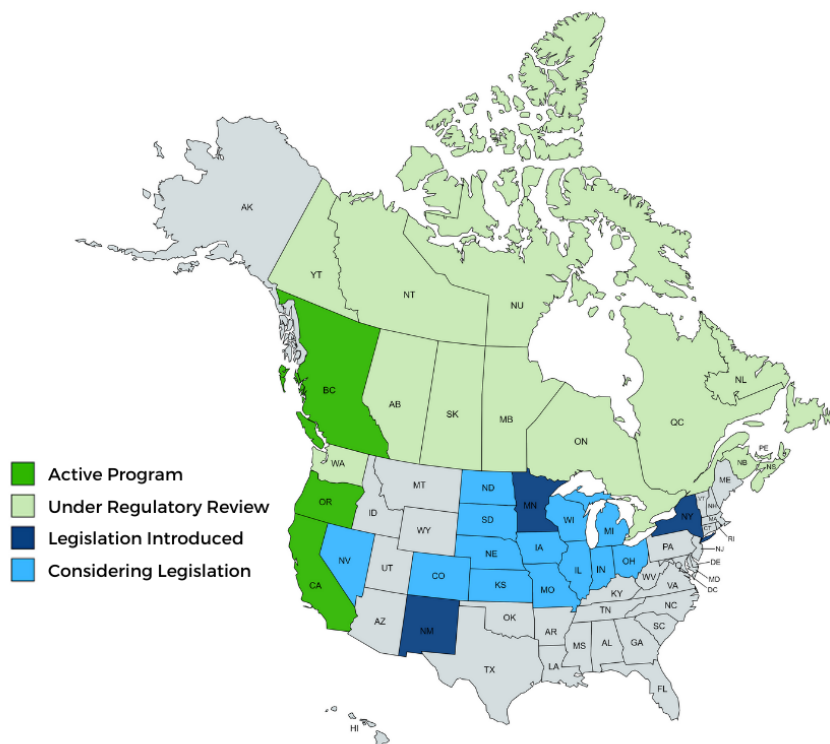 AK
YT
NT
NU
BC
AB
SK
MB
ON
QC
NL
PE
NB
NS
WA
OR
CA
NV
ID
MT
WY
UT
AZ
CO
NM
ND
SD
NE
KS
OK
TX
MN
IA
MO
AR
LA
WI
IL
MI
IN
OH
KY
TN
MS
AL
GA
FL
SC
NC
VA
WV
PA
NY
VT
NH
ME
MA
CT
RI
NJ
DE
MD
DC
HI
Active Program
Under Regulatory Review
Legislation Introduced
Considering Legislation